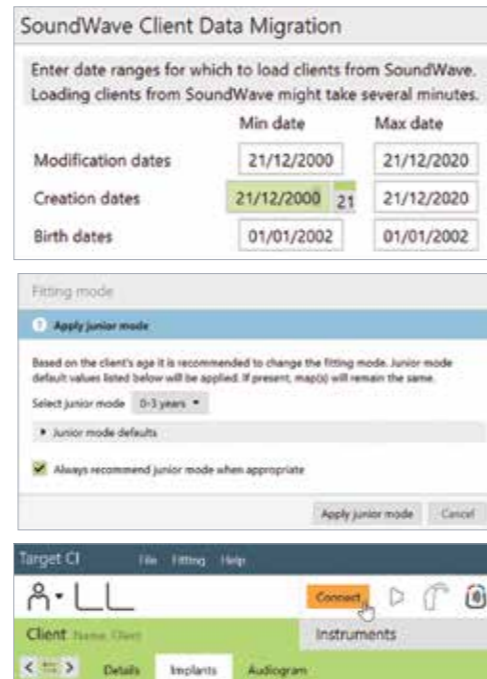 SoundWave Client Data Migration
Enter date ranges for which to load clients from SoundWave.
Loading clients from SoundWave might take several minutes.
Min date Max date
Modification dates 21/12/2000 21/12/2020
Creation dates 21/12/2000 21 21/12/2020
Birth dates 01/01/2002 01/01/2002
Fitting mode
Apply junior mode
Based on the client's age it is recommended to change the fitting mode. Junior mode
default values listed below will be applied. If present, map(s) will remain the same.
Select junior mode 0-3 years
Junior mode defaults
Always recommend junior mode when appropriate
Apply junior mode Cancel
Target CI File Fitting Help
Connect
Client Name, Client Instruments
Details Implants Audiogram